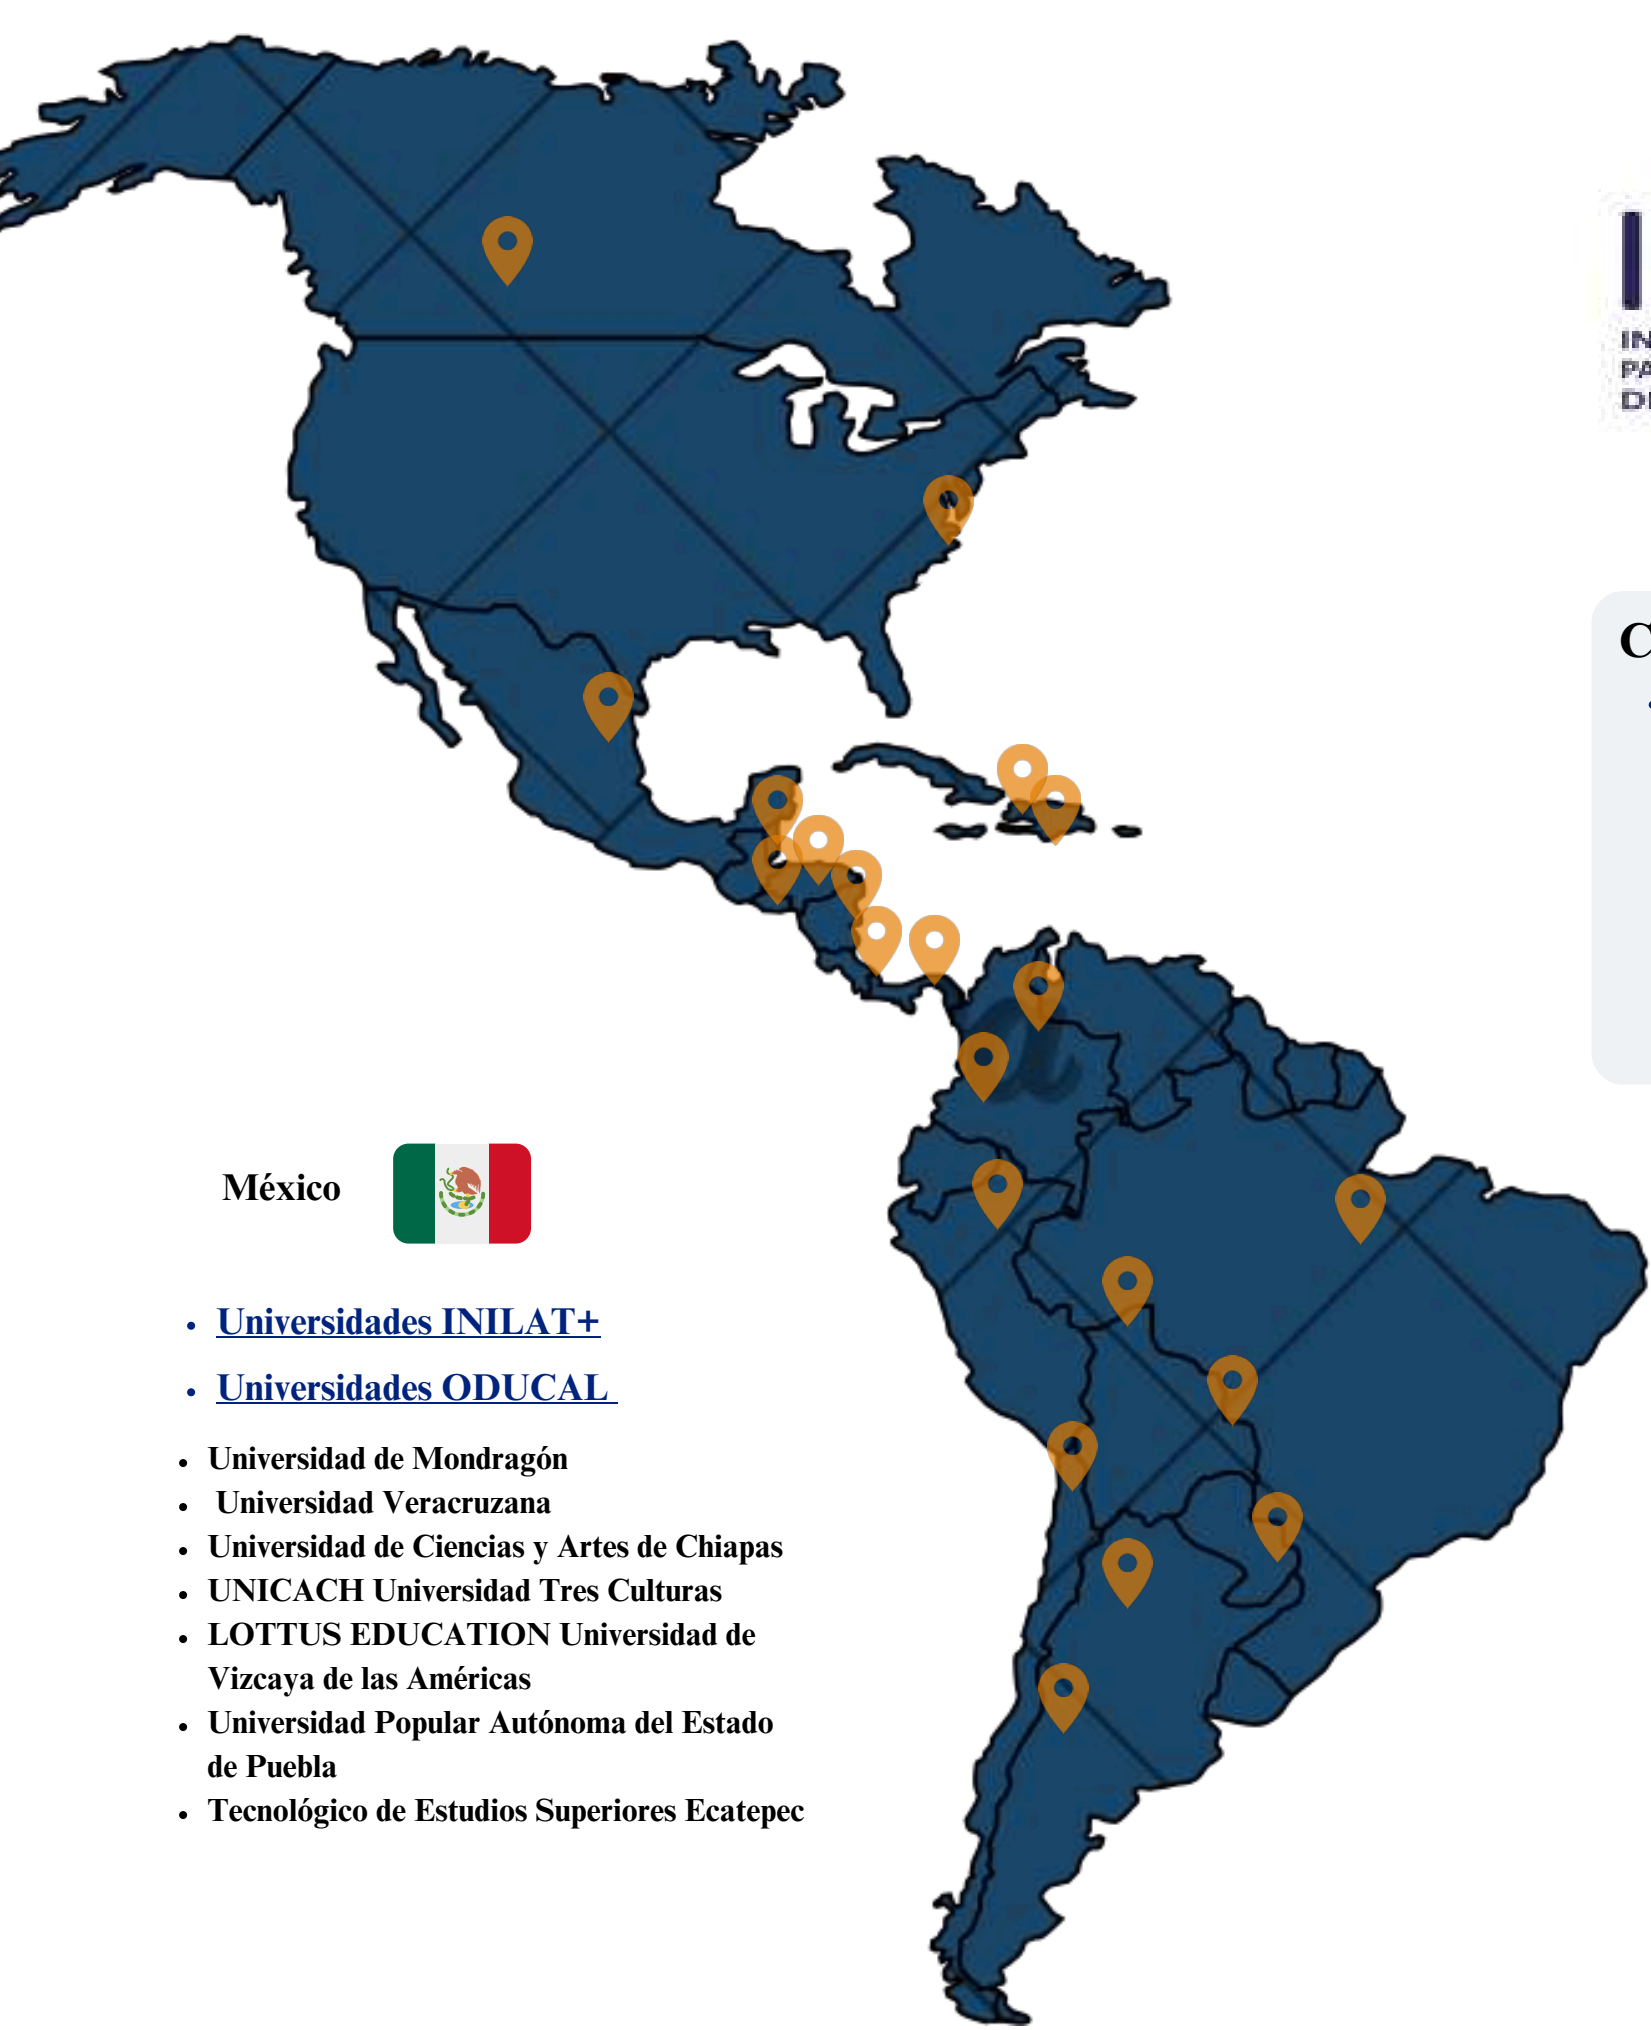 México
Universidades INILAT+
Universidades ODUCAL
Universidad de Mondragón
Universidad Veracruzana
Universidad de Ciencias y Artes de Chiapas
UNICACH Universidad Tres Culturas
LOTTUS EDUCATION Universidad de
Vizcaya de las Américas
Universidad Popular Autónoma del Estado
de Puebla
Tecnológico de Estudios Superiores Ecatepec